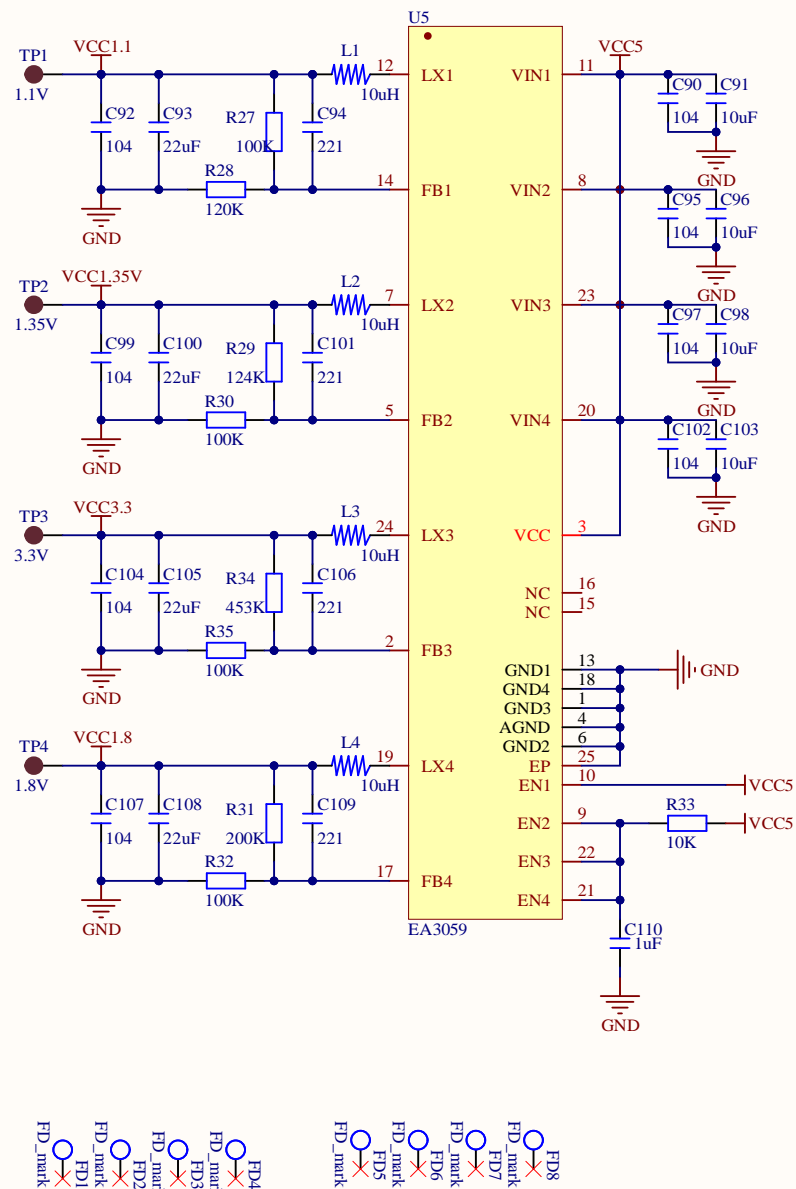 U5
TP1
1.1V
VCC1.1
C92
104
C93
22uF
R27
100K
C94
221
L1
10uH
R28
120K
GND
12
LX1
14
FB1
VCC5
VIN1
11
C90
104
C91
10uF
GND
VIN2
8
C95
104
C96
10uF
GND
TP2
1.35V
VCC1.35V
C99
104
C100
22uF
R29
124K
C101
221
L2
10uH
R30
100K
GND
7
LX2
5
FB2
VIN3
23
C97
104
C98
10uF
GND
VIN4
20
C102
104
C103
10uF
GND
TP3
3.3V
VCC3.3
C104
104
C105
22uF
R34
453K
C106
221
L3
10uH
R35
100K
GND
24
LX3
2
FB3
VCC
3
NC
16
NC
15
GND1
13
GND
GND4
18
GND3
1
AGND
4
GND2
6
EP
25
EN1
10
VCC5
TP4
1.8V
VCC1.8
C107
104
C108
22uF
R31
200K
C109
221
L4
10uH
R32
100K
GND
19
LX4
17
FB4
EN2
9
R33
10K
VCC5
EN3
22
EN4
21
C110
1uF
GND
EA3059
FD_mark
FD1
FD_mark
FD2
FD_mark
FD3
FD_mark
FD4
FD_mark
FD5
FD_mark
FD6
FD_mark
FD7
FD_mark
FD8